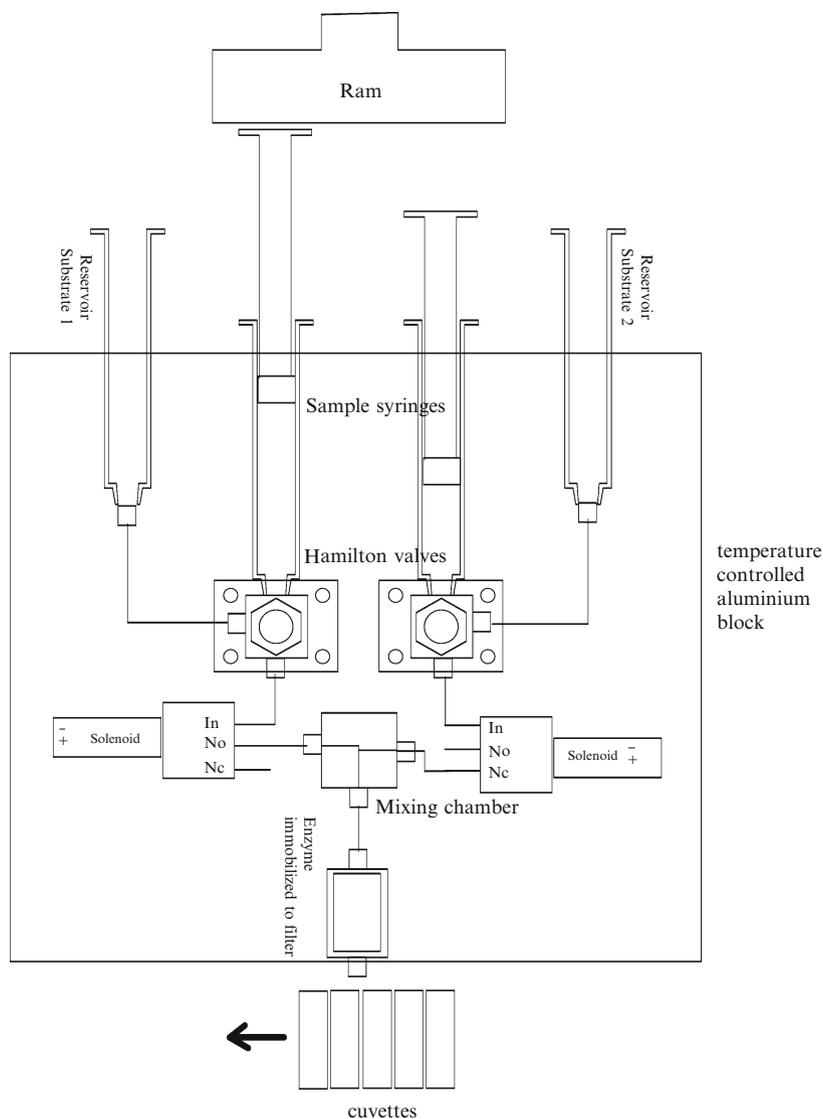 Ram
Reservoir
Substrate 1
Reservoir
Substrate 2
Sample syringes
Hamilton valves
temperature
controlled
aluminium
block
In
No
Nc
− + Solenoid
In
No
Nc
Solenoid − +
Mixing chamber
Enzyme
immobilized to filter
cuvettes